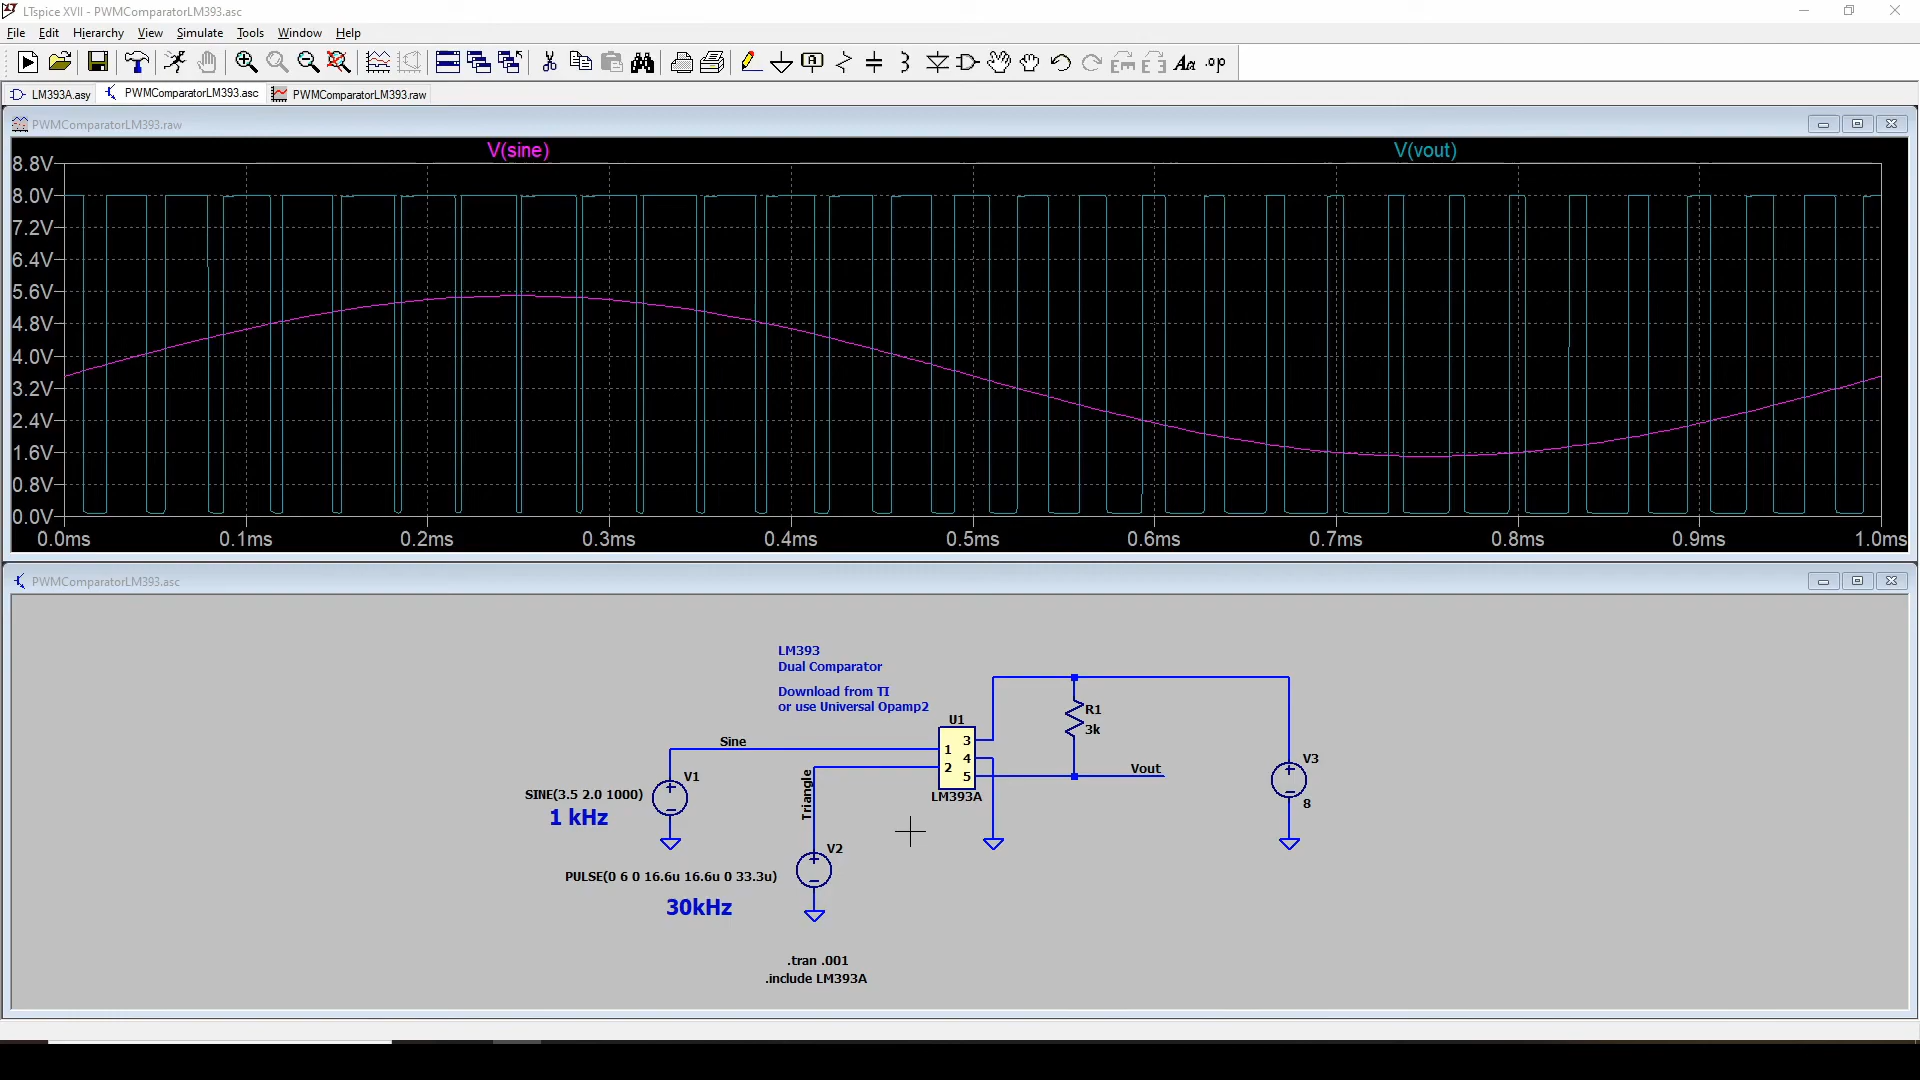 LTspice XVII - PWMComparatorLM393.asc
File Edit Hierarchy View Simulate Tools Window Help
Aa .op
LM393A.asy PWMComparatorLM393.asc PWMComparatorLM393.raw
PWMComparatorLM393.raw
V(sine) V(vout)
8.8V
8.0V
7.2V
6.4V
5.6V
4.8V
4.0V
3.2V
2.4V
1.6V
0.8V
0.0V
0.0ms 0.1ms 0.2ms 0.3ms 0.4ms 0.5ms 0.6ms 0.7ms 0.8ms 0.9ms 1.0ms
PWMComparatorLM393.asc
LM393
Dual Comparator
Download from TI
or use Universal Opamp2
U1
R1
3k
Sine
1
2
3
4
5
LM393A
Vout
V3
8
V1
SINE(3.5 2.0 1000)
1 kHz
Triangle
V2
PULSE(0 6 0 16.6u 16.6u 0 33.3u)
30kHz
.tran .001
.include LM393A